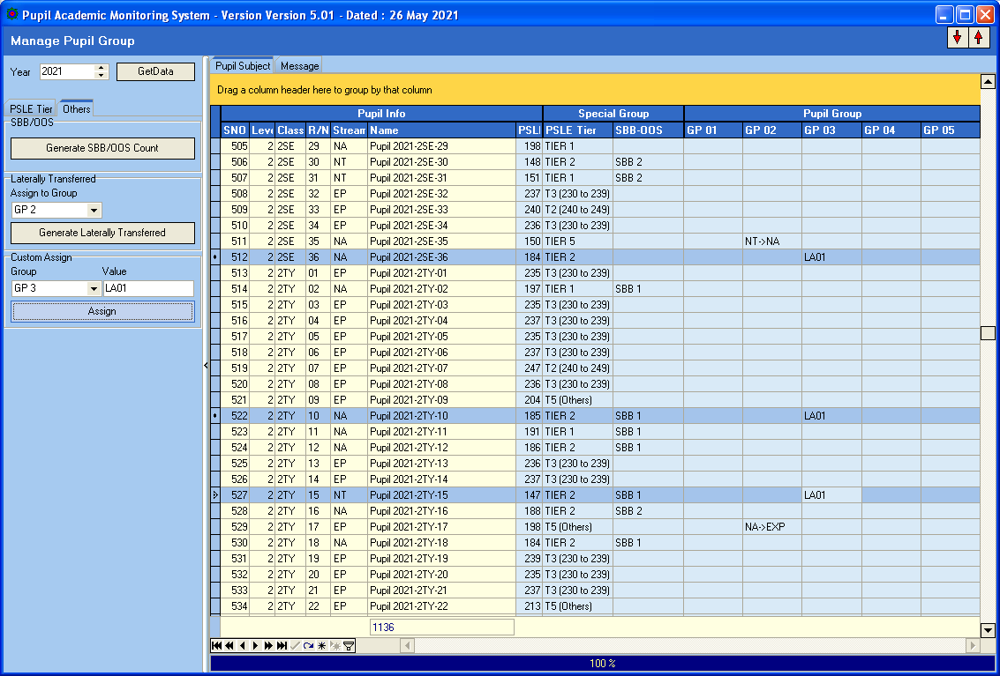 Pupil Academic Monitoring System - Version Version 5.01 - Dated : 26 May 2021
Manage Pupil Group
Year 2021 GetData
PSLE Tier Others
SBB/OOS
Generate SBB/OOS Count
Laterally Transferred
Assign to Group
GP 2
Generate Laterally Transferred
Custom Assign
Group Value
GP 3 LA01
Assign
Pupil Subject Message
Drag a column header here to group by that column
Pupil Info Special Group Pupil Group
SNO Leve Class R/N Stream Name PSLE PSLE Tier SBB-OOS GP 01 GP 02 GP 03 GP 04 GP 05
505 2 2SE 29 NA Pupil 2021-2SE-29 198 TIER 1
506 2 2SE 30 NT Pupil 2021-2SE-30 148 TIER 2 SBB 2
507 2 2SE 31 NT Pupil 2021-2SE-31 151 TIER 1 SBB 2
508 2 2SE 32 EP Pupil 2021-2SE-32 237 T3 (230 to 239)
509 2 2SE 33 EP Pupil 2021-2SE-33 240 T2 (240 to 249)
510 2 2SE 34 EP Pupil 2021-2SE-34 236 T3 (230 to 239)
511 2 2SE 35 NA Pupil 2021-2SE-35 150 TIER 5 NT->NA
512 2 2SE 36 NA Pupil 2021-2SE-36 184 TIER 2 LA01
513 2 2TY 01 EP Pupil 2021-2TY-01 235 T3 (230 to 239)
514 2 2TY 02 NA Pupil 2021-2TY-02 197 TIER 1 SBB 1
515 2 2TY 03 EP Pupil 2021-2TY-03 235 T3 (230 to 239)
516 2 2TY 04 EP Pupil 2021-2TY-04 237 T3 (230 to 239)
517 2 2TY 05 EP Pupil 2021-2TY-05 235 T3 (230 to 239)
518 2 2TY 06 EP Pupil 2021-2TY-06 237 T3 (230 to 239)
519 2 2TY 07 EP Pupil 2021-2TY-07 247 T2 (240 to 249)
520 2 2TY 08 EP Pupil 2021-2TY-08 236 T3 (230 to 239)
521 2 2TY 09 EP Pupil 2021-2TY-09 204 T5 (Others)
522 2 2TY 10 NA Pupil 2021-2TY-10 185 TIER 2 SBB 1 LA01
523 2 2TY 11 NA Pupil 2021-2TY-11 191 TIER 1 SBB 1
524 2 2TY 12 NA Pupil 2021-2TY-12 186 TIER 2 SBB 1
525 2 2TY 13 EP Pupil 2021-2TY-13 236 T3 (230 to 239)
526 2 2TY 14 EP Pupil 2021-2TY-14 237 T3 (230 to 239)
527 2 2TY 15 NT Pupil 2021-2TY-15 147 TIER 2 SBB 1 LA01
528 2 2TY 16 NA Pupil 2021-2TY-16 188 TIER 2 SBB 2
529 2 2TY 17 EP Pupil 2021-2TY-17 198 T5 (Others) NA->EXP
530 2 2TY 18 NA Pupil 2021-2TY-18 184 TIER 2 SBB 1
531 2 2TY 19 EP Pupil 2021-2TY-19 239 T3 (230 to 239)
532 2 2TY 20 EP Pupil 2021-2TY-20 235 T3 (230 to 239)
533 2 2TY 21 EP Pupil 2021-2TY-21 237 T3 (230 to 239)
534 2 2TY 22 EP Pupil 2021-2TY-22 213 T5 (Others)
1136
100 %